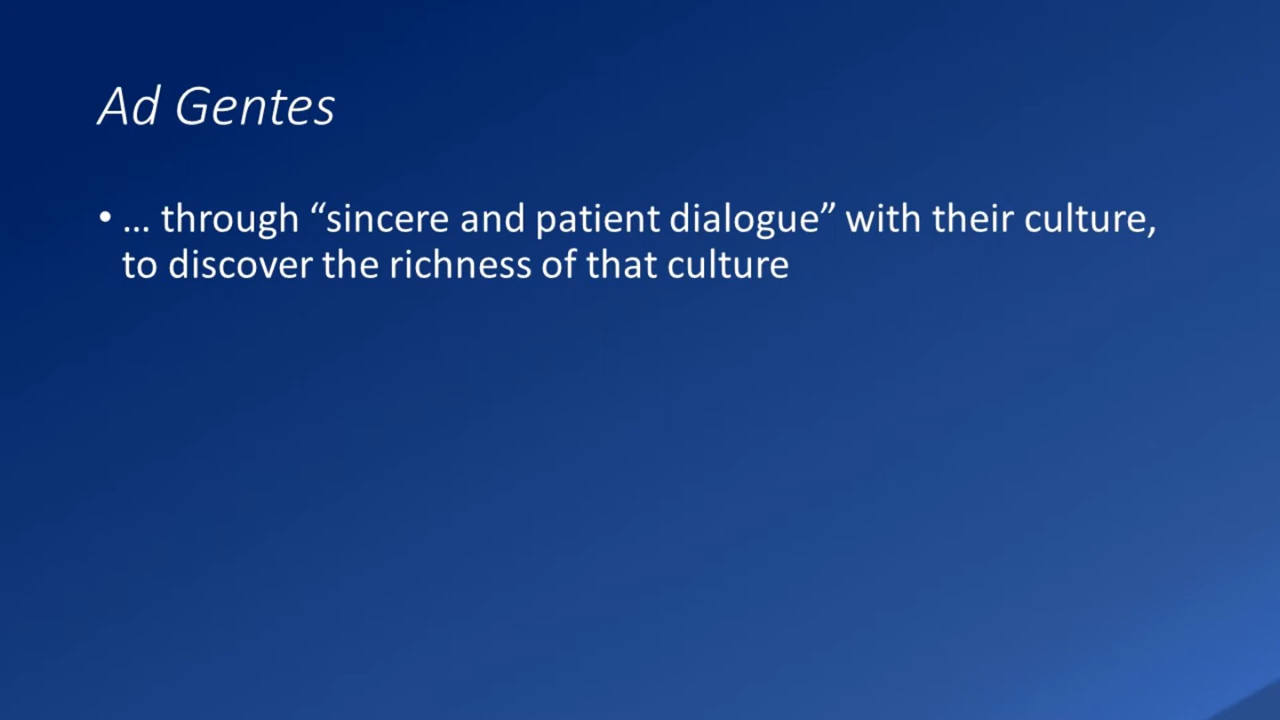 Ad Gentes
• … through “sincere and patient dialogue” with their culture,
to discover the richness of that culture